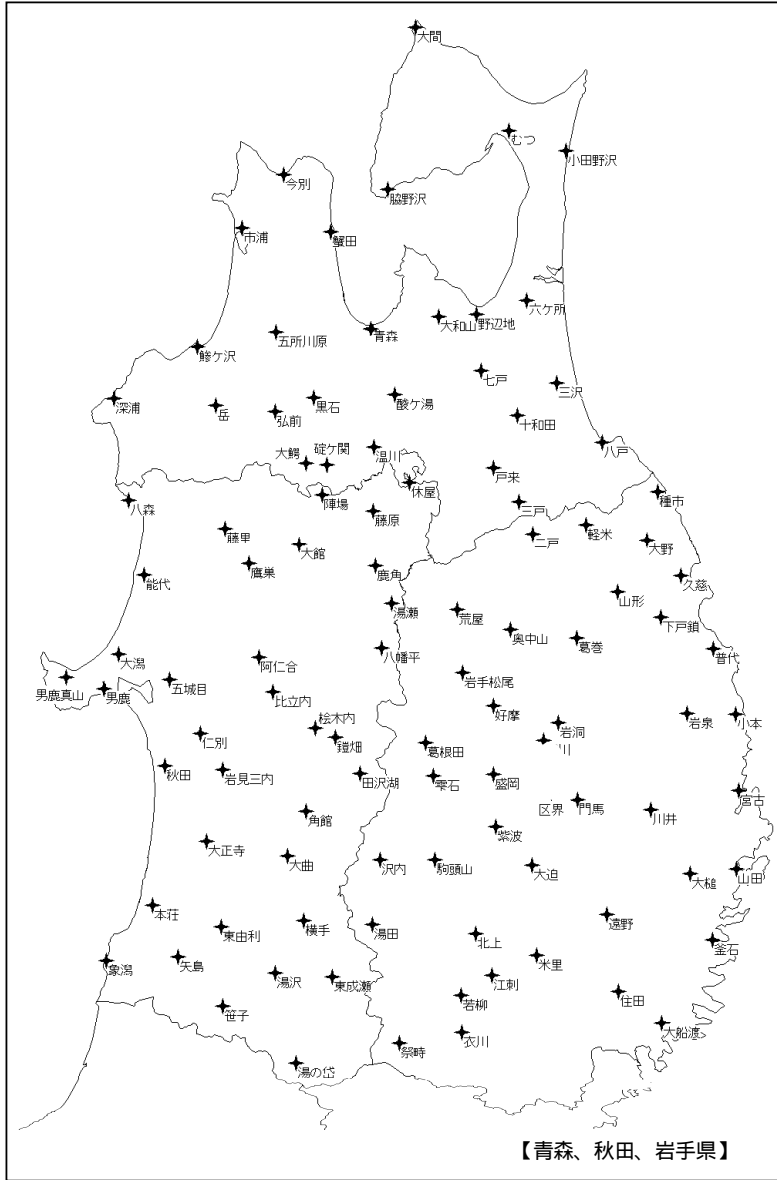 大間
むつ
小田野沢
今別
脇野沢
市浦
蟹田
六ケ所
大和山
野辺地
青森
五所川原
鰺ケ沢
七戸
三沢
深浦
岳
黒石
酸ケ湯
弘前
十和田
八戸
大鰐
碇ケ関
温川
戸来
休屋
陣場
三戸
種市
八森
藤原
藤里
大館
二戸
軽米
大野
鷹巣
鹿角
能代
久慈
山形
湯瀬
荒屋
下戸鎖
奥中山
葛巻
大潟
阿仁合
八幡平
普代
男鹿真山
男鹿
五城目
比立内
岩手松尾
好摩
岩泉
小本
桧木内
岩洞
仁別
鎧畑
葛根田
川
秋田
岩見三内
田沢湖
雫石
盛岡
宮古
角館
区界
門馬
川井
紫波
大正寺
大曲
沢内
駒頭山
大迫
大槌
山田
本荘
横手
東由利
湯田
遠野
北上
釜石
象潟
矢島
米里
湯沢
東成瀬
江刺
若柳
住田
笹子
大船渡
祭畤
衣川
湯の岱
【青森、秋田、岩手県】